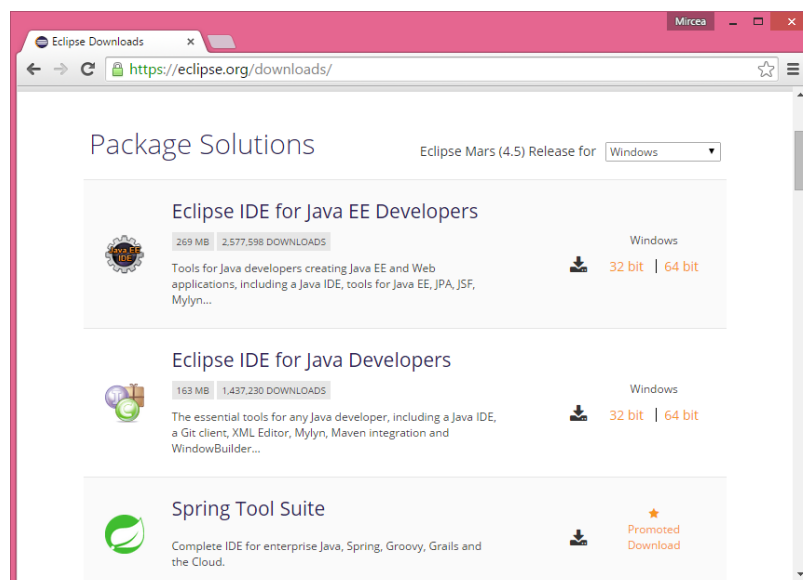 Mircea
Eclipse Downloads
https://eclipse.org/downloads/
Package Solutions
Eclipse Mars (4.5) Release for
Windows
Eclipse IDE for Java EE Developers
269 MB
2,577,598 DOWNLOADS
Java EE
IDE
Tools for Java developers creating Java EE and Web
applications, including a Java IDE, tools for Java EE, JPA, JSF,
Mylyn...
Windows
32 bit | 64 bit
Eclipse IDE for Java Developers
163 MB
1,437,230 DOWNLOADS
J
C
The essential tools for any Java developer, including a Java IDE,
a Git client, XML Editor, Mylyn, Maven integration and
WindowBuilder...
Windows
32 bit | 64 bit
Spring Tool Suite
Complete IDE for enterprise Java, Spring, Groovy, Grails and
the Cloud.
Promoted
Download